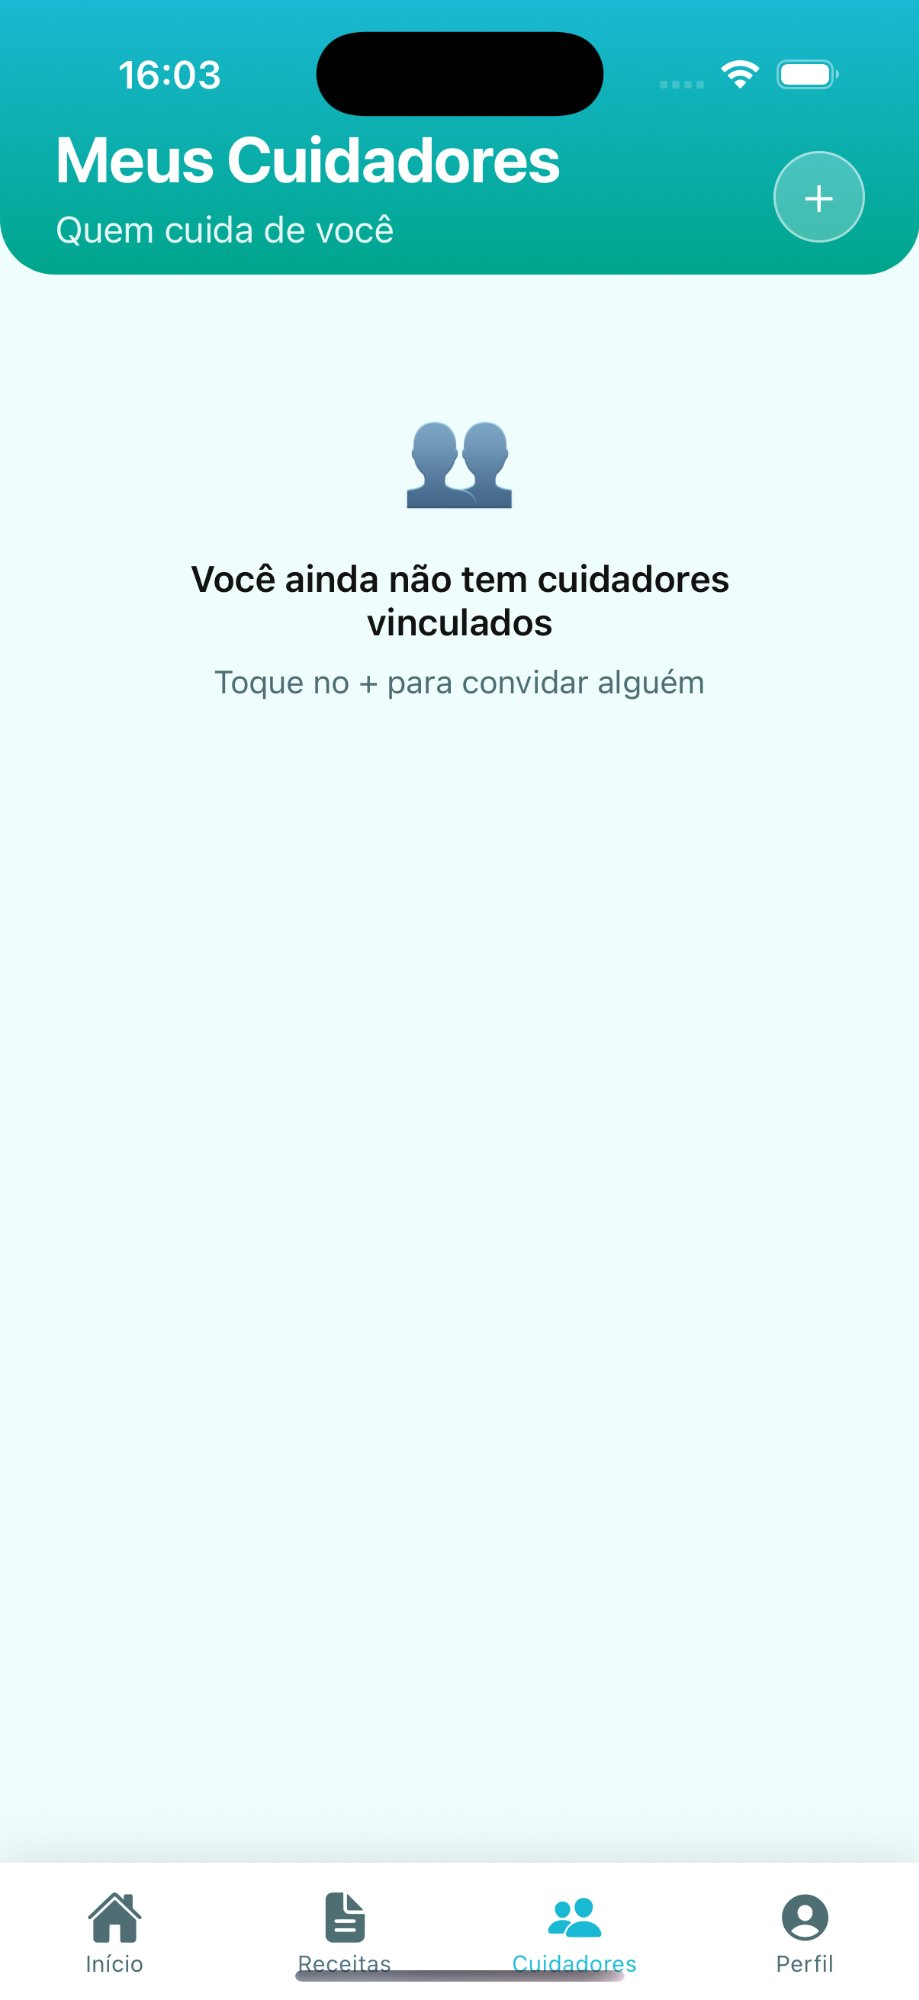 16:03
Meus Cuidadores
Quem cuida de você
+
Você ainda não tem cuidadores
vinculados
Toque no + para convidar alguém
Início
Receitas
Cuidadores
Perfil